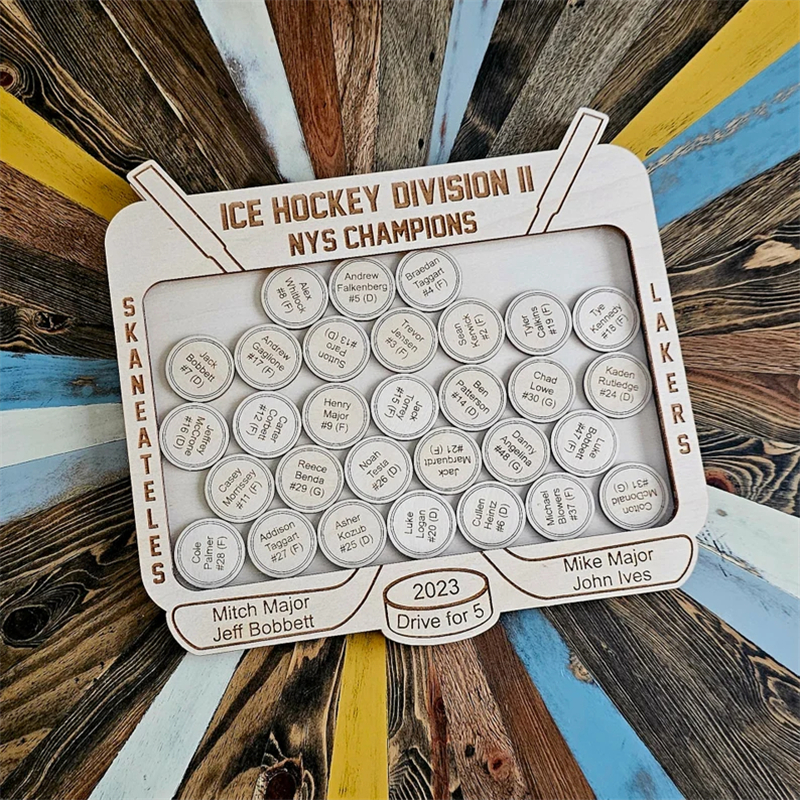 ICE HOCKEY DIVISION II
NYS CHAMPIONS
SKANEATELES
LAKERS
Alex
Whitlock
#8 (F)
Andrew
Falkenberg
#5 (D)
Braedan
Taggart
#4 (F)
Jack
Bobbett
#7 (D)
Andrew
Gaglione
#17 (F)
Sutton
Paro
#13 (D)
Trevor
Jensen
#3 (F)
Sean
Kerwick
#2 (F)
Tyler
Calkins
#19 (F)
Tye
Kennedy
#18 (F)
Jeffrey
McCrone
#16 (D)
Carter
Corbett
#12 (F)
Henry
Major
#9 (F)
Jack
Torrey
#15 (F)
Ben
Patterson
#14 (D)
Chad
Lowe
#30 (G)
Kaden
Rutledge
#24 (D)
Casey
Morrissey
#11 (F)
Reece
Benda
#29 (G)
Noah
Testa
#26 (D)
Jack
Marquardt
#21 (F)
Danny
Angelina
#48 (G)
Luke
Bobbett
#47 (F)
Cole
Palmer
#28 (F)
Addison
Taggart
#27 (F)
Asher
Kozub
#25 (D)
Luke
Logan
#20 (D)
Cullen
Heintz
#6 (D)
Michael
Blowers
#37 (F)
Colton
McDonald
#31 (G)
Mitch Major
Jeff Bobbett
2023
Drive for 5
Mike Major
John Ives